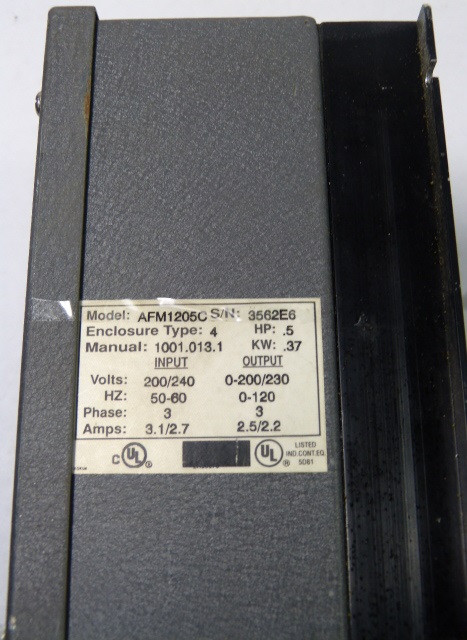 Model: AFM1205C S/N: 3562E6
Enclosure Type: 4 HP: .5
Manual: 1001.013.1 KW: .37
INPUT OUTPUT
Volts: 200/240 0-200/230
HZ: 50-60 0-120
Phase: 3 3
Amps: 3.1/2.7 2.5/2.2
C UL ® UL ® LISTED
IND.CONT.EQ.
5D81